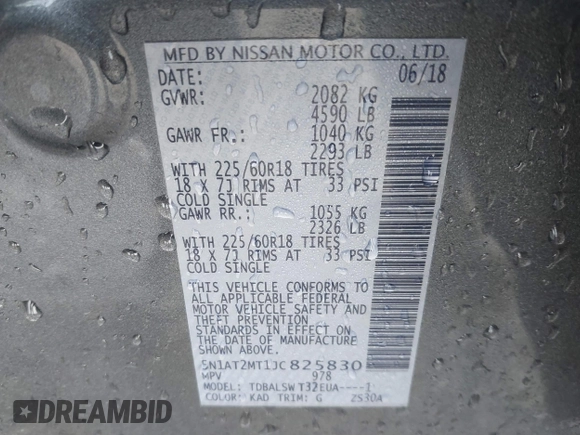 MFD BY NISSAN MOTOR CO., LTD.
DATE: 06/18
GVWR: 2082 KG
4590 LB
GAWR FR.: 1040 KG
2293 LB
WITH 225/60R18 TIRES
18 X 7J RIMS AT 33 PSI
COLD SINGLE
GAWR RR.: 1055 KG
2326 LB
WITH 225/60R18 TIRES
18 X 7J RIMS AT 33 PSI
COLD SINGLE
THIS VEHICLE CONFORMS TO
ALL APPLICABLE FEDERAL
MOTOR VEHICLE SAFETY AND
THEFT PREVENTION
STANDARDS IN EFFECT ON
THE DATE OF MANUFACTURE
SHOWN ABOVE.
5N1AT2MT1JC825830
MPV 978
MODEL: TDBALSW T32EUA----1
COLOR: KAD TRIM: G 2S30A